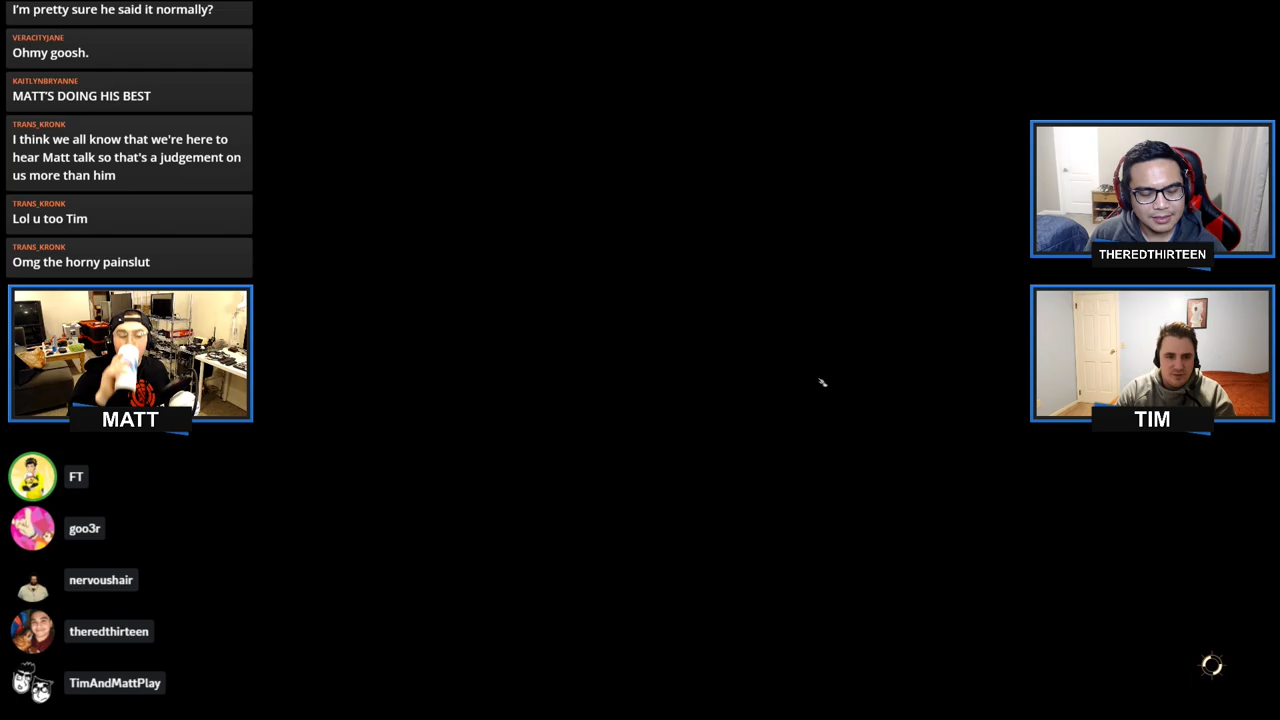 I'm pretty sure he said it normally?
VERACITYJANE
Ohmy goosh.
KAITLYNBRYANNE
MATT'S DOING HIS BEST
TRANS_KRONK
I think we all know that we're here to
hear Matt talk so that's a judgement on
us more than him
TRANS_KRONK
Lol u too Tim
TRANS_KRONK
Omg the horny painslut
MATT
THEREDTHIRTEEN
TIM
FT
goo3r
nervoushair
theredthirteen
TimAndMattPlay